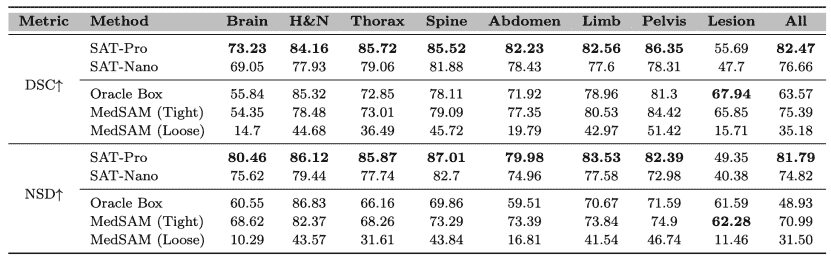 Metric Method Brain H&N Thorax Spine Abdomen Limb Pelvis Lesion All
SAT-Pro 73.23 84.16 85.72 85.52 82.23 82.56 86.35 55.69 82.47
SAT-Nano 69.05 77.93 79.06 81.88 78.43 77.6 78.31 47.7 76.66
DSC↑
Oracle Box 55.84 85.32 72.85 78.11 71.92 78.96 81.3 67.94 63.57
MedSAM (Tight) 54.35 78.48 73.01 79.09 77.35 80.53 84.42 65.85 75.39
MedSAM (Loose) 14.7 44.68 36.49 45.72 19.79 42.97 51.42 15.71 35.18
SAT-Pro 80.46 86.12 85.87 87.01 79.98 83.53 82.39 49.35 81.79
SAT-Nano 75.62 79.44 77.74 82.7 74.96 77.58 72.98 40.38 74.82
NSD↑
Oracle Box 60.55 86.83 66.16 69.86 59.51 70.67 71.59 61.59 48.93
MedSAM (Tight) 68.62 82.37 68.26 73.29 73.39 73.84 74.9 62.28 70.99
MedSAM (Loose) 10.29 43.57 31.61 43.84 16.81 41.54 46.74 11.46 31.50